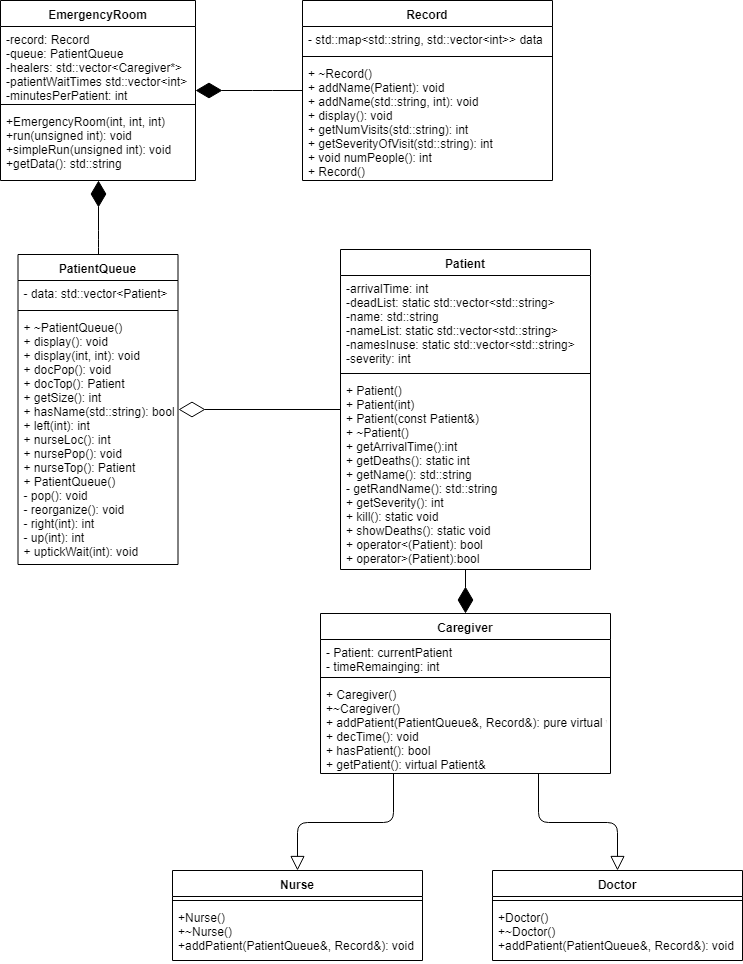 EmergencyRoom
-record: Record
-queue: PatientQueue
-healers: std::vector<Caregiver*>
-patientWaitTimes std::vector<int>
-minutesPerPatient: int
+EmergencyRoom(int, int, int)
+run(unsigned int): void
+simpleRun(unsigned int): void
+getData(): std::string
Record
- std::map<std::string, std::vector<int>> data
+ ~Record()
+ addName(Patient): void
+ addName(std::string, int): void
+ display(): void
+ getNumVisits(std::string): int
+ getSeverityOfVisit(std::string): int
+ void numPeople(): int
+ Record()
PatientQueue
- data: std::vector<Patient>
+ ~PatientQueue()
+ display(): void
+ display(int, int): void
+ docPop(): void
+ docTop(): Patient
+ getSize(): int
+ hasName(std::string): bool
+ left(int): int
+ nurseLoc(): int
+ nursePop(): void
+ nurseTop(): Patient
+ PatientQueue()
- pop(): void
- reorganize(): void
- right(int): int
- up(int): int
+ uptickWait(int): void
Patient
-arrivalTime: int
-deadList: static std::vector<std::string>
-name: std::string
-nameList: static std::vector<std::string>
-namesInuse: static std::vector<std::string>
-severity: int
+ Patient()
+ Patient(int)
+ Patient(const Patient&)
+ ~Patient()
+ getArrivalTime():int
+ getDeaths(): static int
+ getName(): std::string
- getRandName(): std::string
+ getSeverity(): int
+ kill(): static void
+ showDeaths(): static void
+ operator<(Patient): bool
+ operator>(Patient):bool
Caregiver
- Patient: currentPatient
- timeRemainging: int
+ Caregiver()
+~Caregiver()
+ addPatient(PatientQueue&, Record&): pure virtual
+ decTime(): void
+ hasPatient(): bool
+ getPatient(): virtual Patient&
Nurse
+Nurse()
+~Nurse()
+addPatient(PatientQueue&, Record&): void
Doctor
+Doctor()
+~Doctor()
+addPatient(PatientQueue&, Record&): void